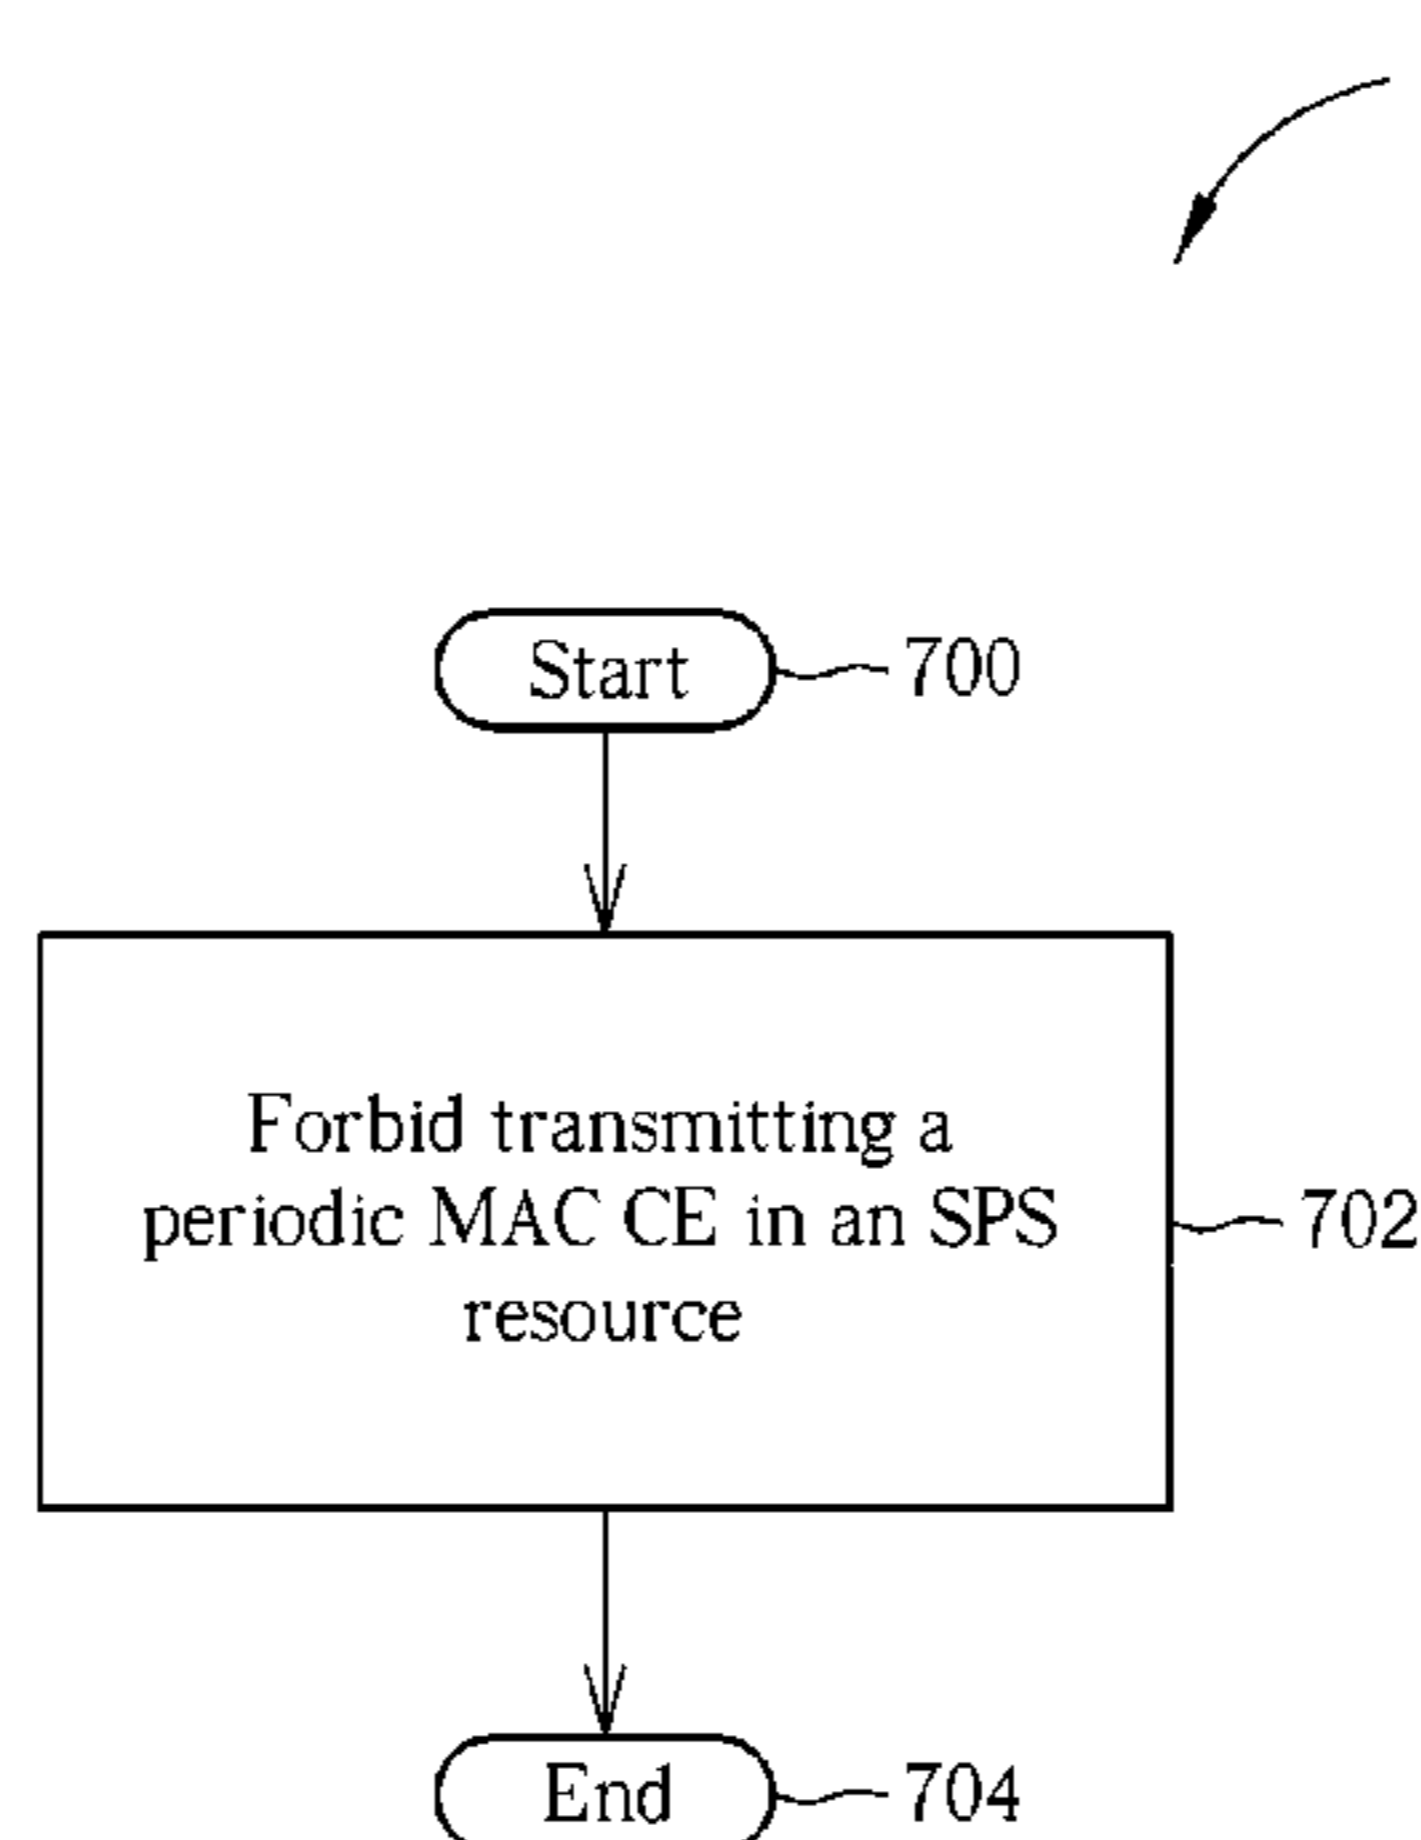 Start 700
Forbid transmitting a
periodic MAC CE in an SPS 702
resource
End 704